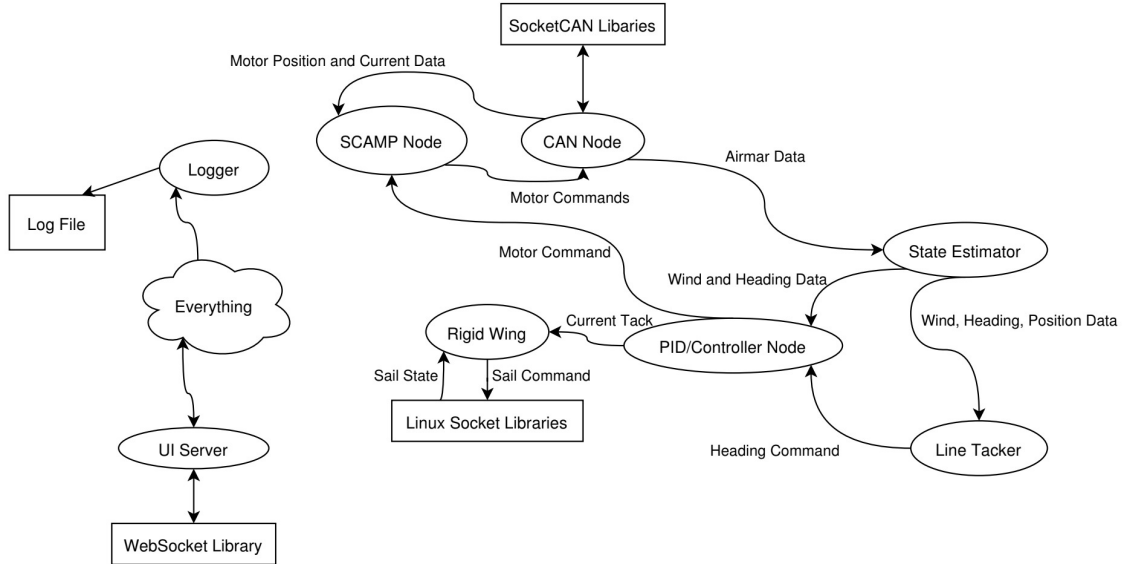 SocketCAN Libaries
Motor Position and Current Data
SCAMP Node
CAN Node
Airmar Data
Logger
Motor Commands
Log File
Motor Command
State Estimator
Everything
Wind and Heading Data
Current Tack
Wind, Heading, Position Data
Rigid Wing
PID/Controller Node
Sail State
Sail Command
Linux Socket Libraries
UI Server
Heading Command
Line Tacker
WebSocket Library